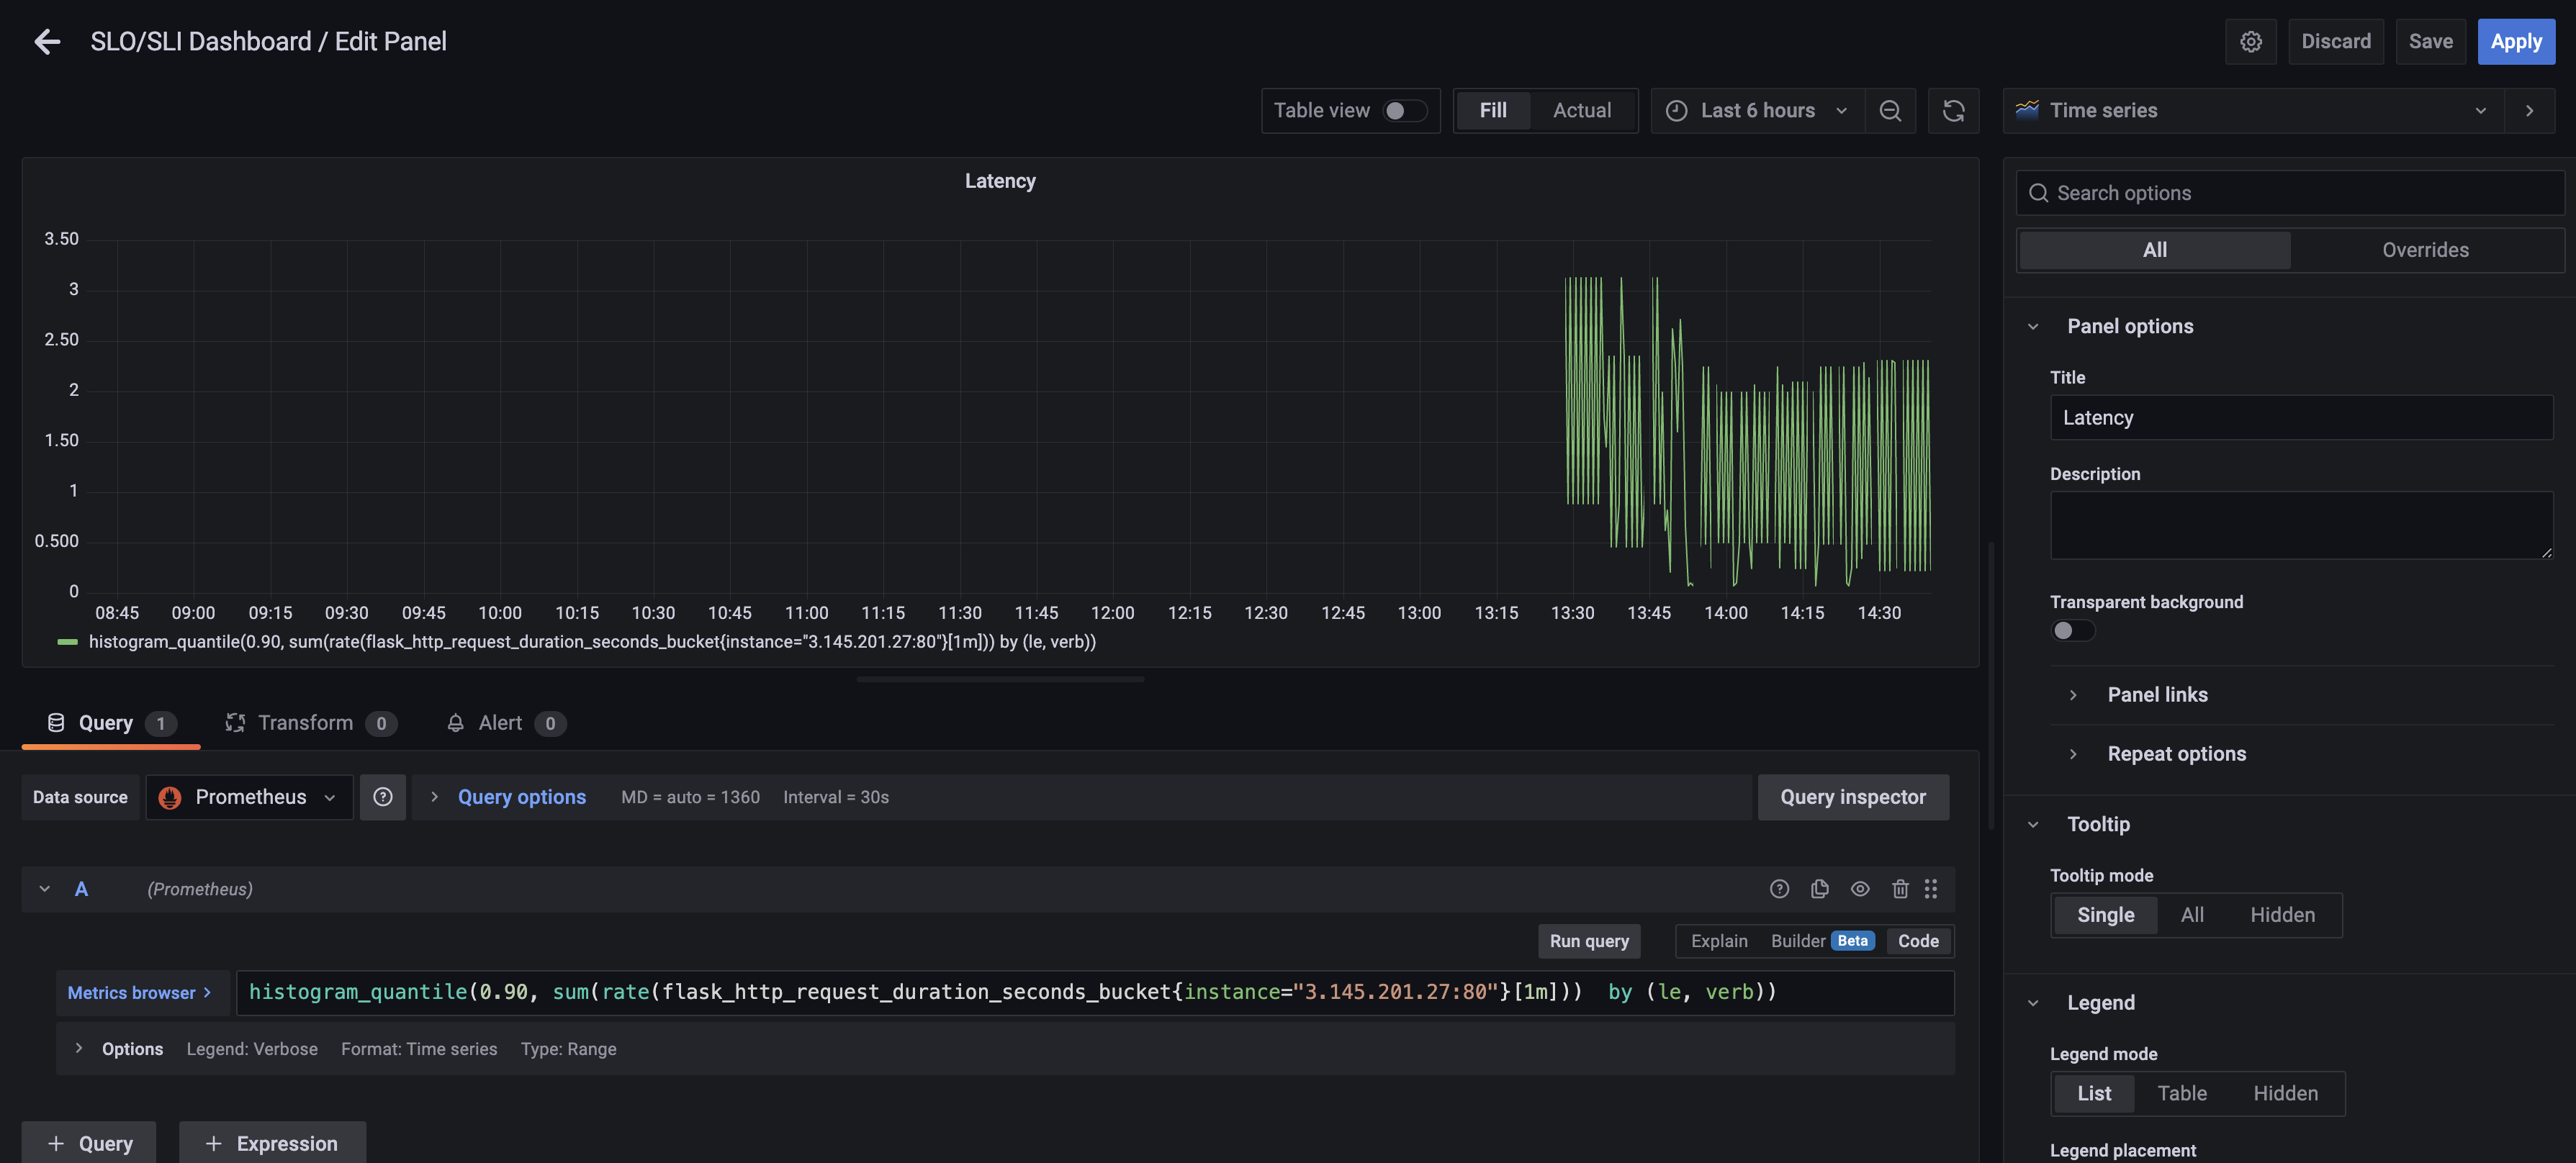 SLO/SLI Dashboard / Edit Panel
Discard
Save
Apply
Table view
Fill
Actual
Last 6 hours
Time series
Latency
3.50
3
2.50
2
1.50
1
0.500
0
08:45 09:00 09:15 09:30 09:45 10:00 10:15 10:30 10:45 11:00 11:15 11:30 11:45 12:00 12:15 12:30 12:45 13:00 13:15 13:30 13:45 14:00 14:15 14:30
histogram_quantile(0.90, sum(rate(flask_http_request_duration_seconds_bucket{instance="3.145.201.27:80"}[1m])) by (le, verb))
Query 1
Transform 0
Alert 0
Data source
Prometheus
Query options
MD = auto = 1360
Interval = 30s
Query inspector
A
(Prometheus)
Run query
Explain
Builder Beta
Code
Metrics browser >
histogram_quantile(0.90, sum(rate(flask_http_request_duration_seconds_bucket{instance="3.145.201.27:80"}[1m]))  by (le, verb))
Options
Legend: Verbose
Format: Time series
Type: Range
+ Query
+ Expression
Search options
All
Overrides
Panel options
Title
Latency
Description
Transparent background
Panel links
Repeat options
Tooltip
Tooltip mode
Single
All
Hidden
Legend
Legend mode
List
Table
Hidden
Legend placement